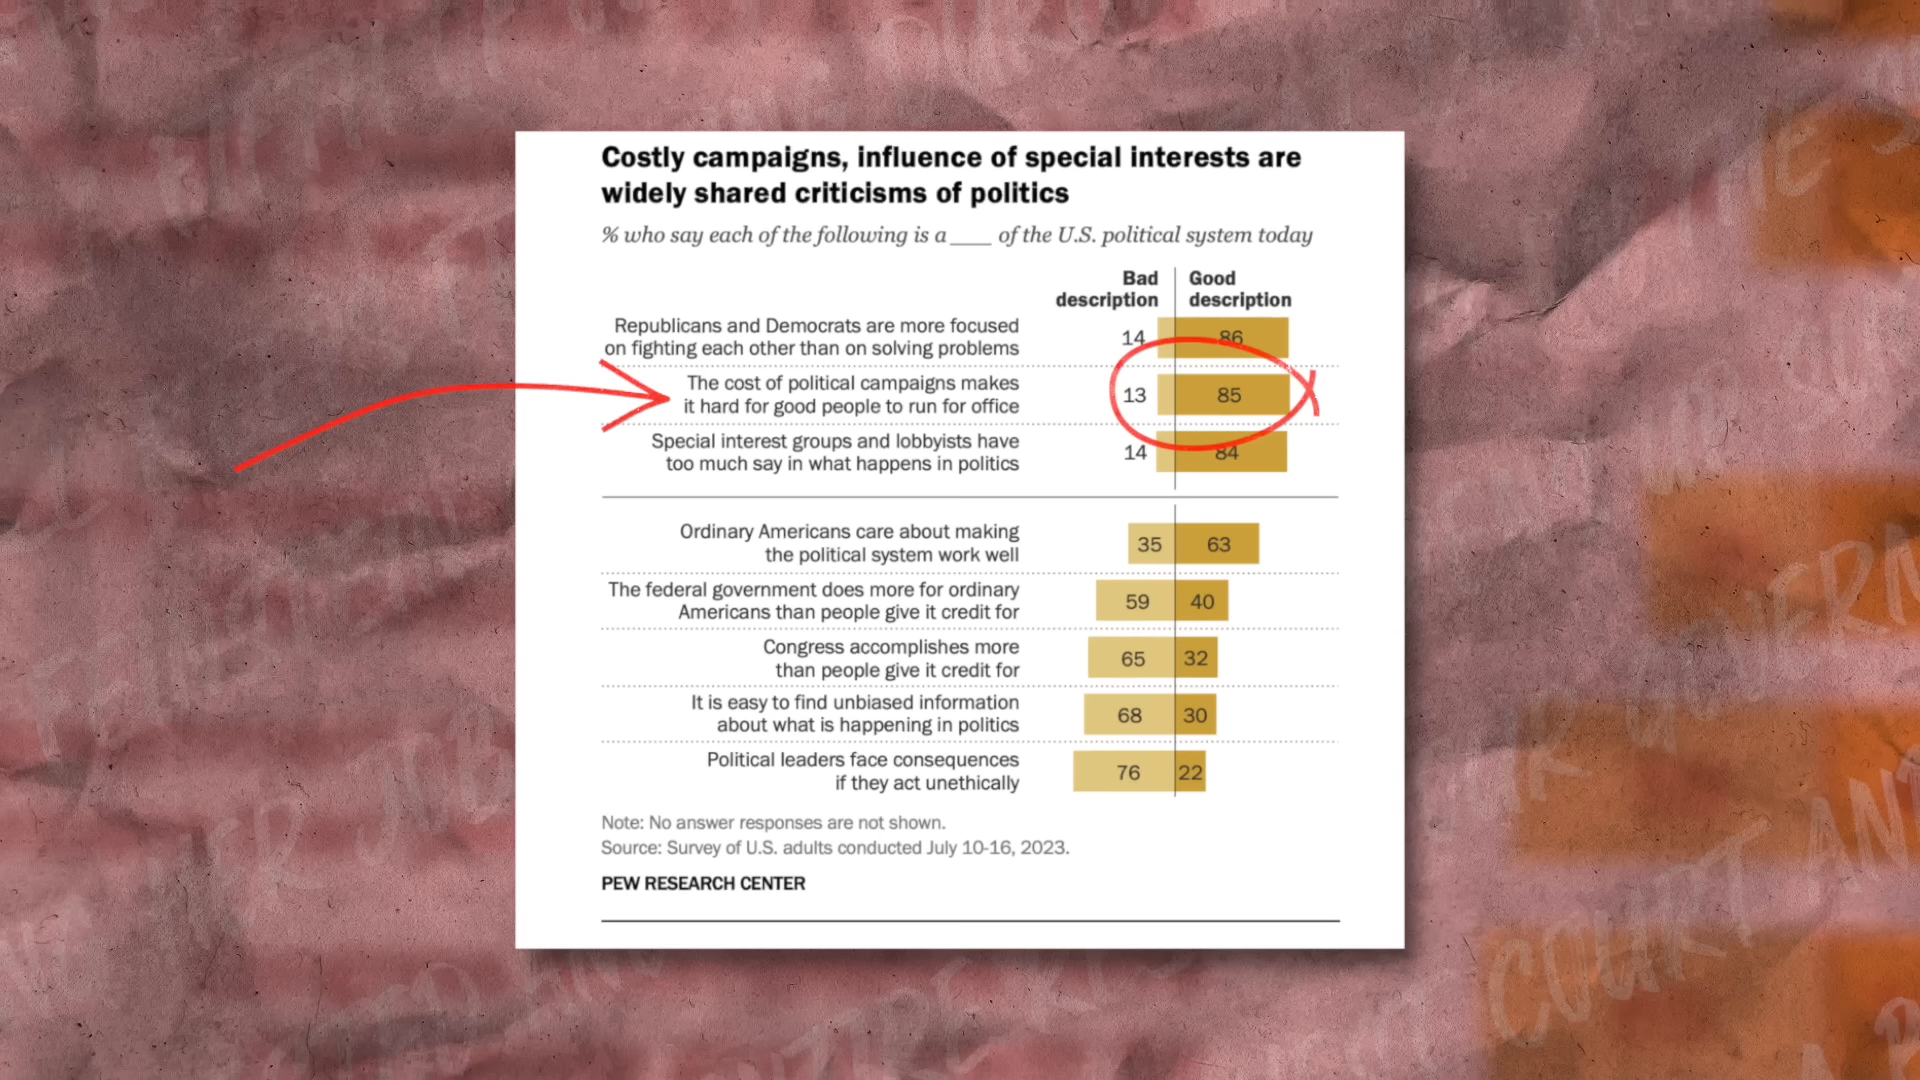 Costly campaigns, influence of special interests are
widely shared criticisms of politics
% who say each of the following is a ___ of the U.S. political system today
Bad description
Good description
Republicans and Democrats are more focused
on fighting each other than on solving problems
14 86
The cost of political campaigns makes
it hard for good people to run for office
13 85
Special interest groups and lobbyists have
too much say in what happens in politics
14 84
Ordinary Americans care about making
the political system work well
35 63
The federal government does more for ordinary
Americans than people give it credit for
59 40
Congress accomplishes more
than people give it credit for
65 32
It is easy to find unbiased information
about what is happening in politics
68 30
Political leaders face consequences
if they act unethically
76 22
Note: No answer responses are not shown.
Source: Survey of U.S. adults conducted July 10-16, 2023.
PEW RESEARCH CENTER
COURT AND